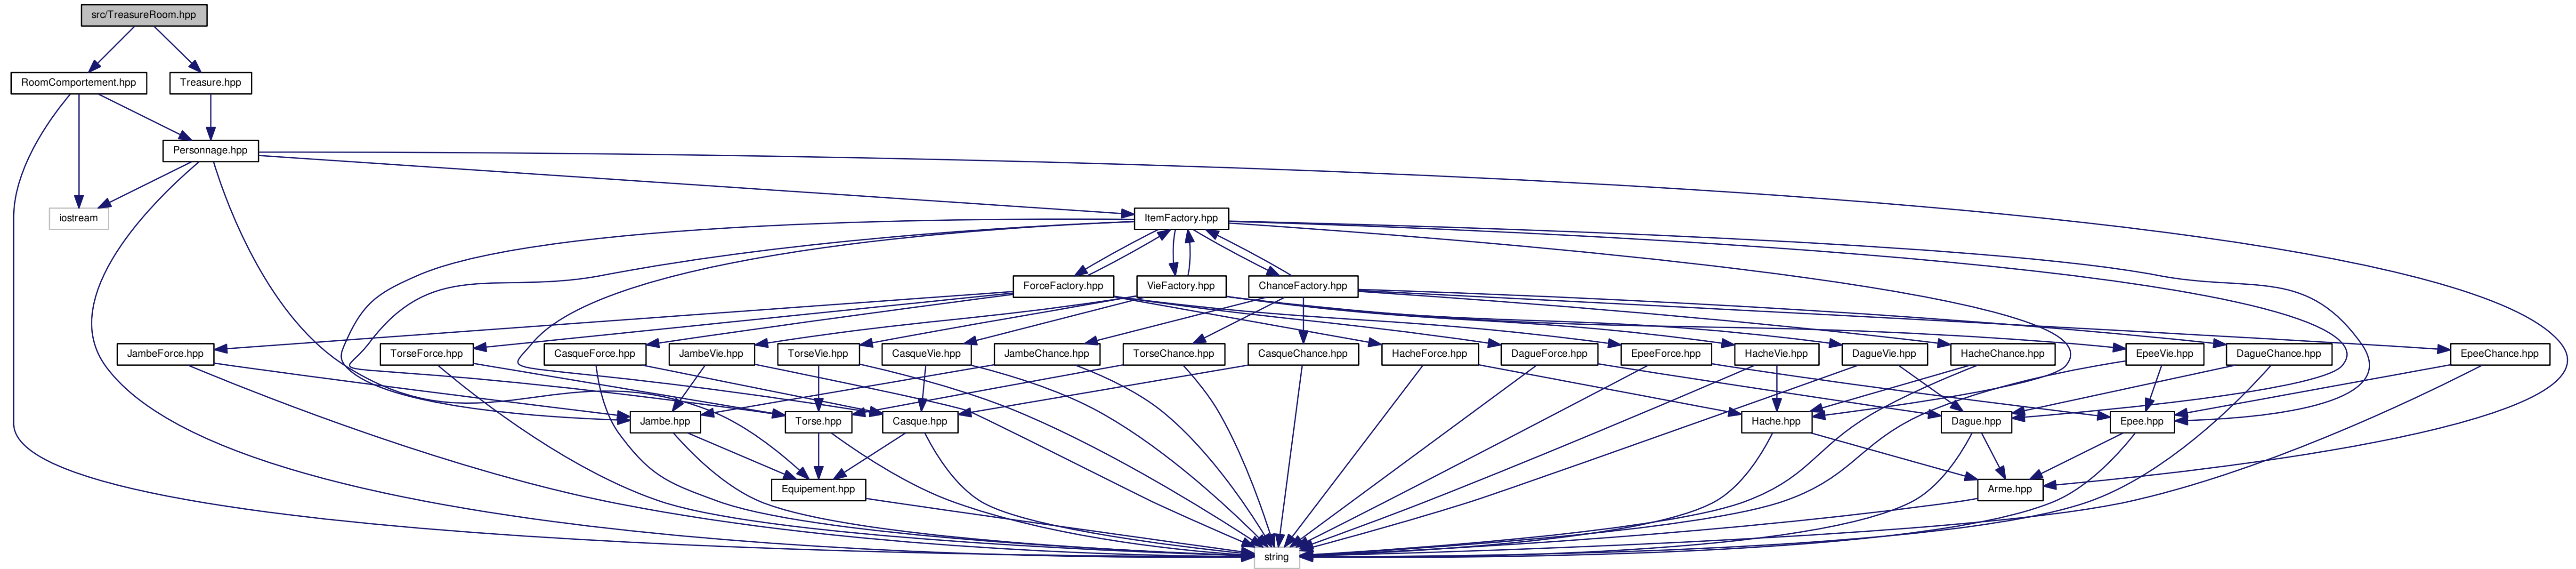 src/TreasureRoom.hpp
RoomComportement.hpp
Treasure.hpp
Personnage.hpp
iostream
ItemFactory.hpp
ForceFactory.hpp
VieFactory.hpp
ChanceFactory.hpp
JambeForce.hpp
TorseForce.hpp
CasqueForce.hpp
JambeVie.hpp
TorseVie.hpp
CasqueVie.hpp
JambeChance.hpp
TorseChance.hpp
CasqueChance.hpp
HacheForce.hpp
DagueForce.hpp
EpeeForce.hpp
HacheVie.hpp
DagueVie.hpp
HacheChance.hpp
EpeeVie.hpp
DagueChance.hpp
EpeeChance.hpp
Jambe.hpp
Torse.hpp
Casque.hpp
Hache.hpp
Dague.hpp
Epee.hpp
Equipement.hpp
Arme.hpp
string